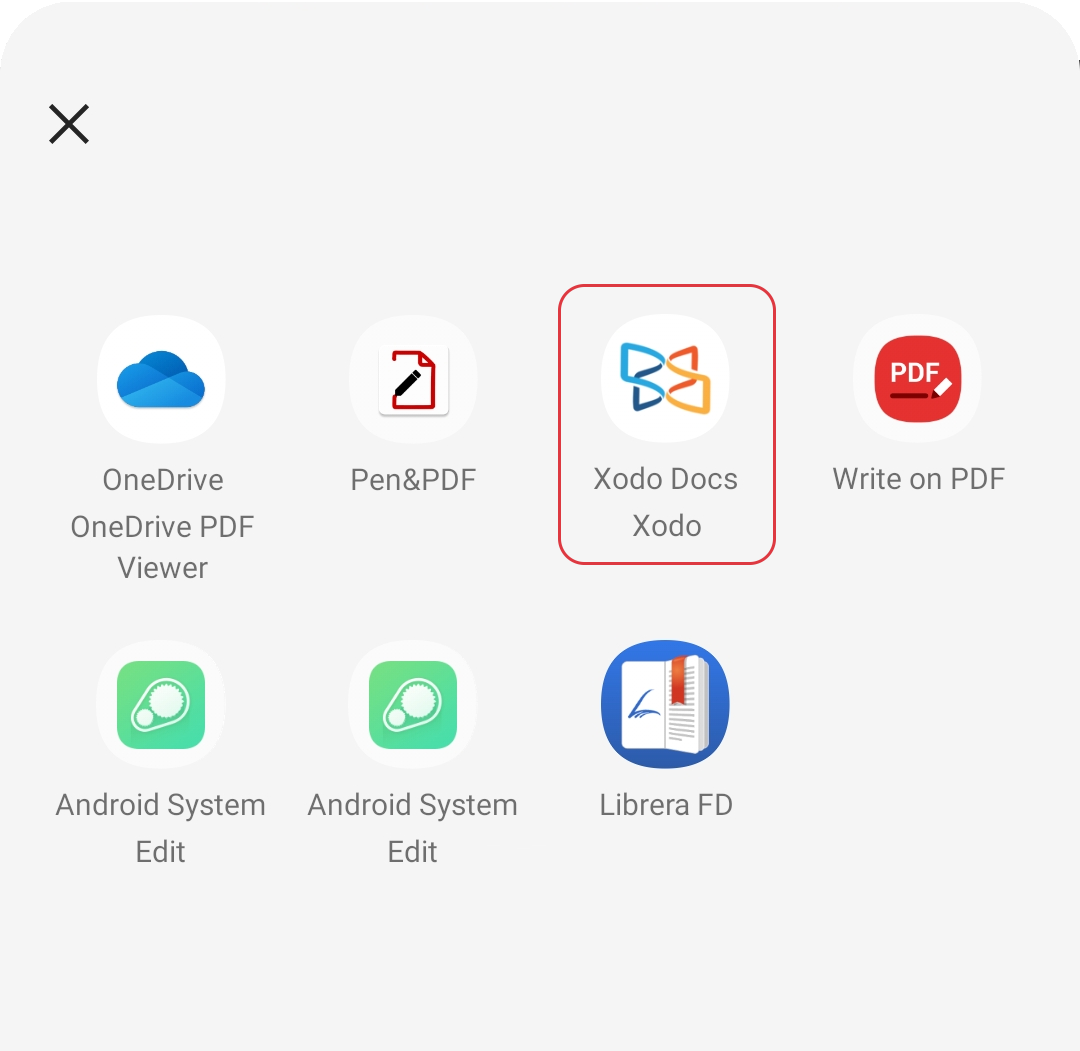 OneDrive
OneDrive PDF
Viewer
Pen&PDF
Xodo Docs
Xodo
PDF
Write on PDF
Android System
Edit
Android System
Edit
Librera FD